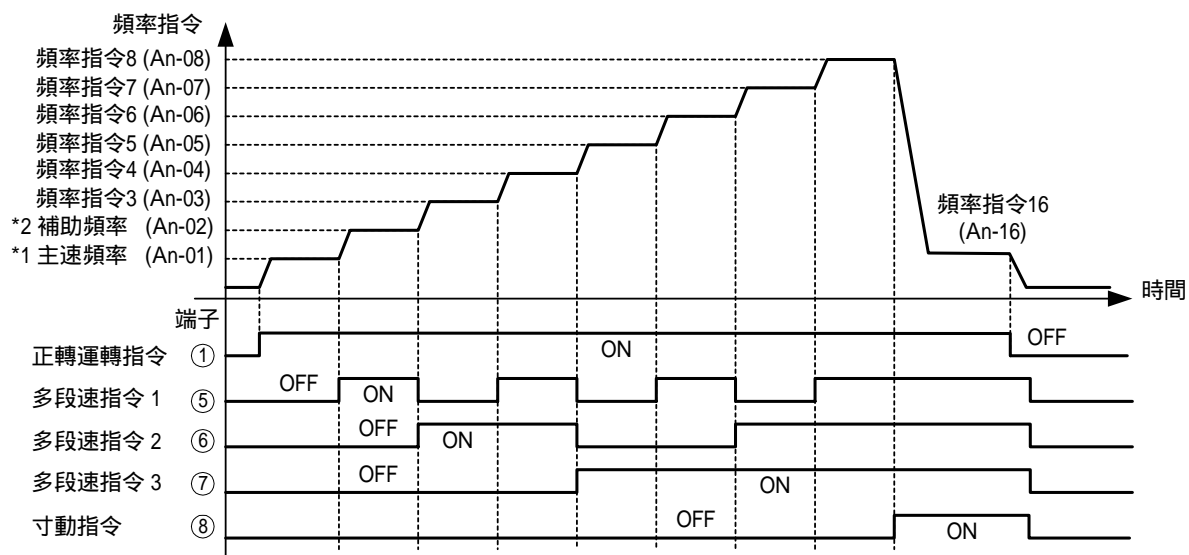 頻率指令
頻率指令8 (An-08)
頻率指令7 (An-07)
頻率指令6 (An-06)
頻率指令5 (An-05)
頻率指令4 (An-04)
頻率指令3 (An-03)
*2 補助頻率 (An-02)
*1 主速頻率 (An-01)
頻率指令16
(An-16)
時間
端子
正轉運轉指令 ① ON OFF
多段速指令 1 ⑤ OFF ON
多段速指令 2 ⑥ OFF ON
多段速指令 3 ⑦ OFF ON
寸動指令 ⑧ OFF ON